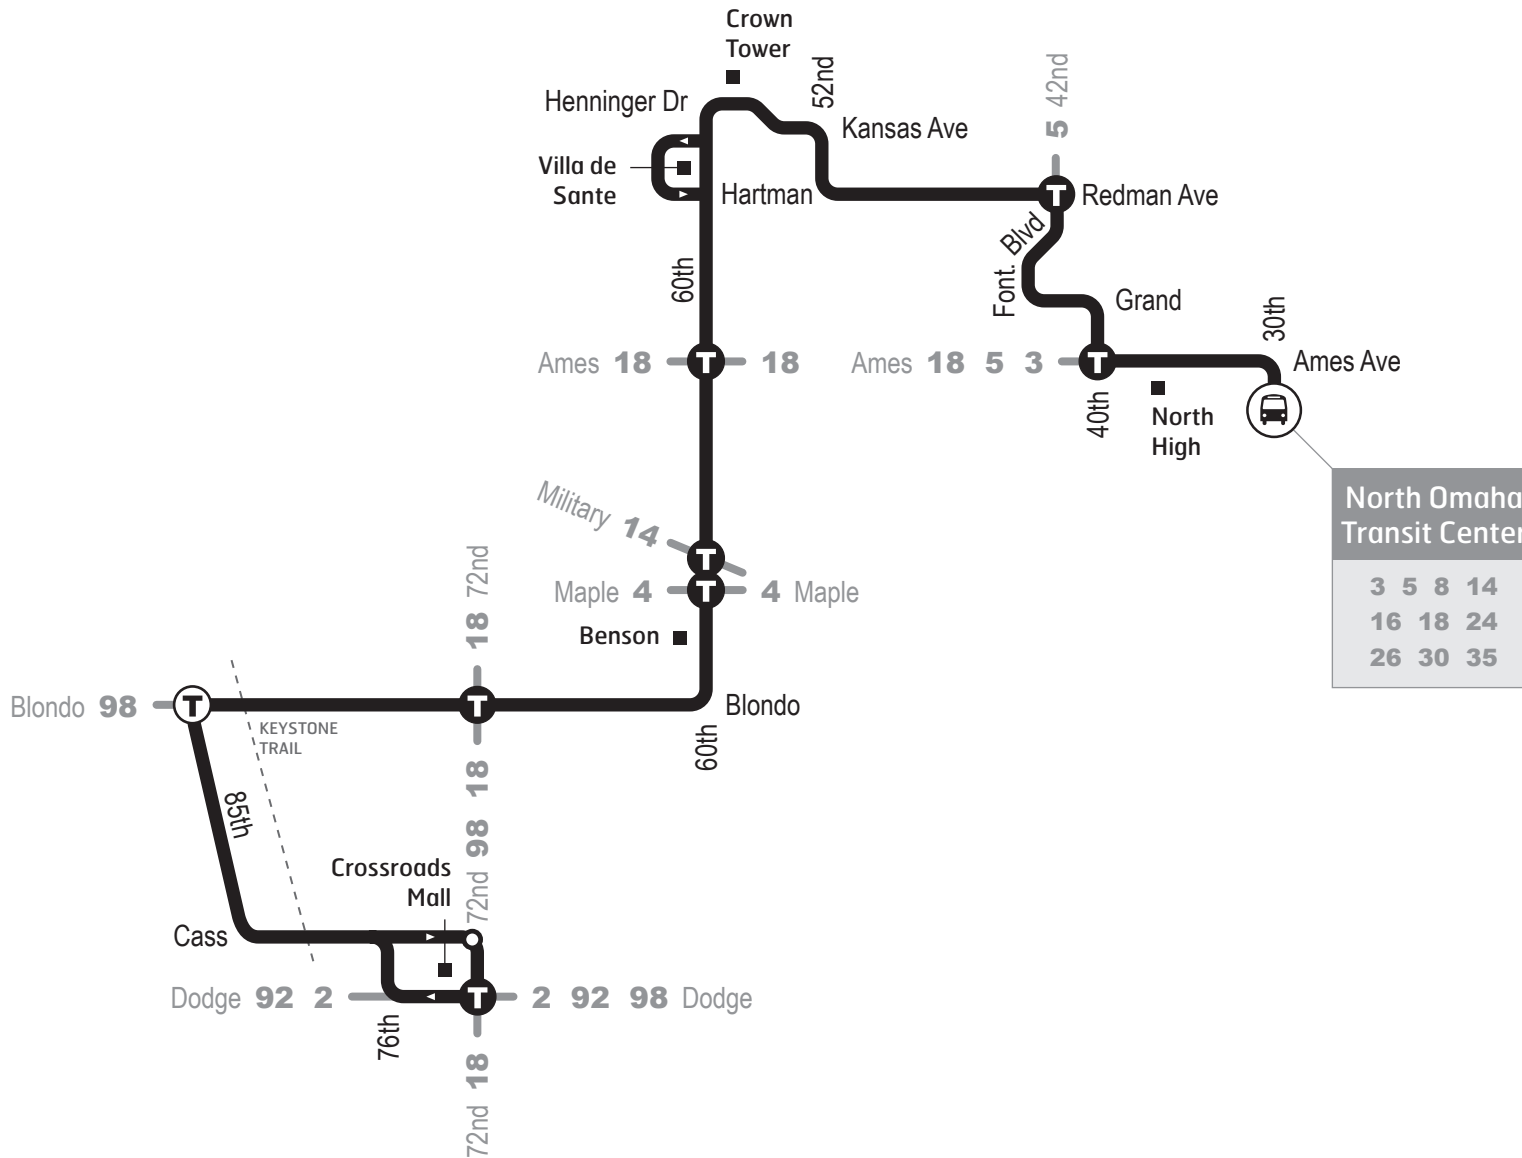 Crown
Tower
52nd
5 42nd
Henninger Dr
Kansas Ave
Villa de
Sante
Hartman
T
Redman Ave
Font. Blvd
60th
Grand
30th
Ames 18
T
18
Ames 18 5 3
T
Ames Ave
40th
North
High
North Omaha
Transit Center
3 5 8 14
16 18 24
26 30 35
Military 14
T
Maple 4
T
4 Maple
18 72nd
Benson
Blondo 98
T
T
Blondo
KEYSTONE
TRAIL
60th
85th
72nd 98 18
Crossroads
Mall
Cass
Dodge 92 2
T
2 92 98 Dodge
76th
72nd 18